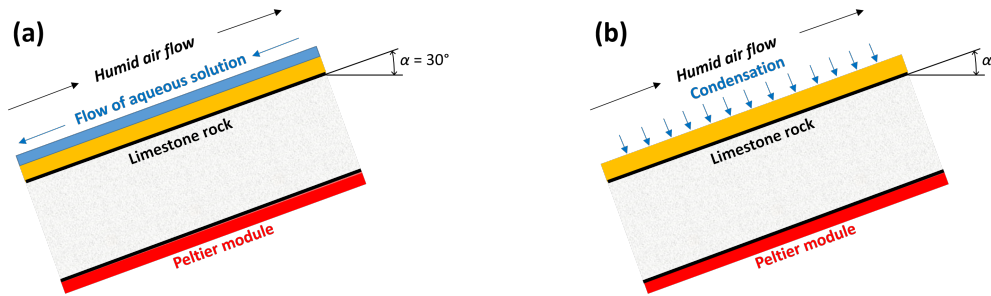 (a)
Humid air flow
Flow of aqueous solution
α = 30°
Limestone rock
Peltier module
(b)
Humid air flow
Condensation
α
Limestone rock
Peltier module